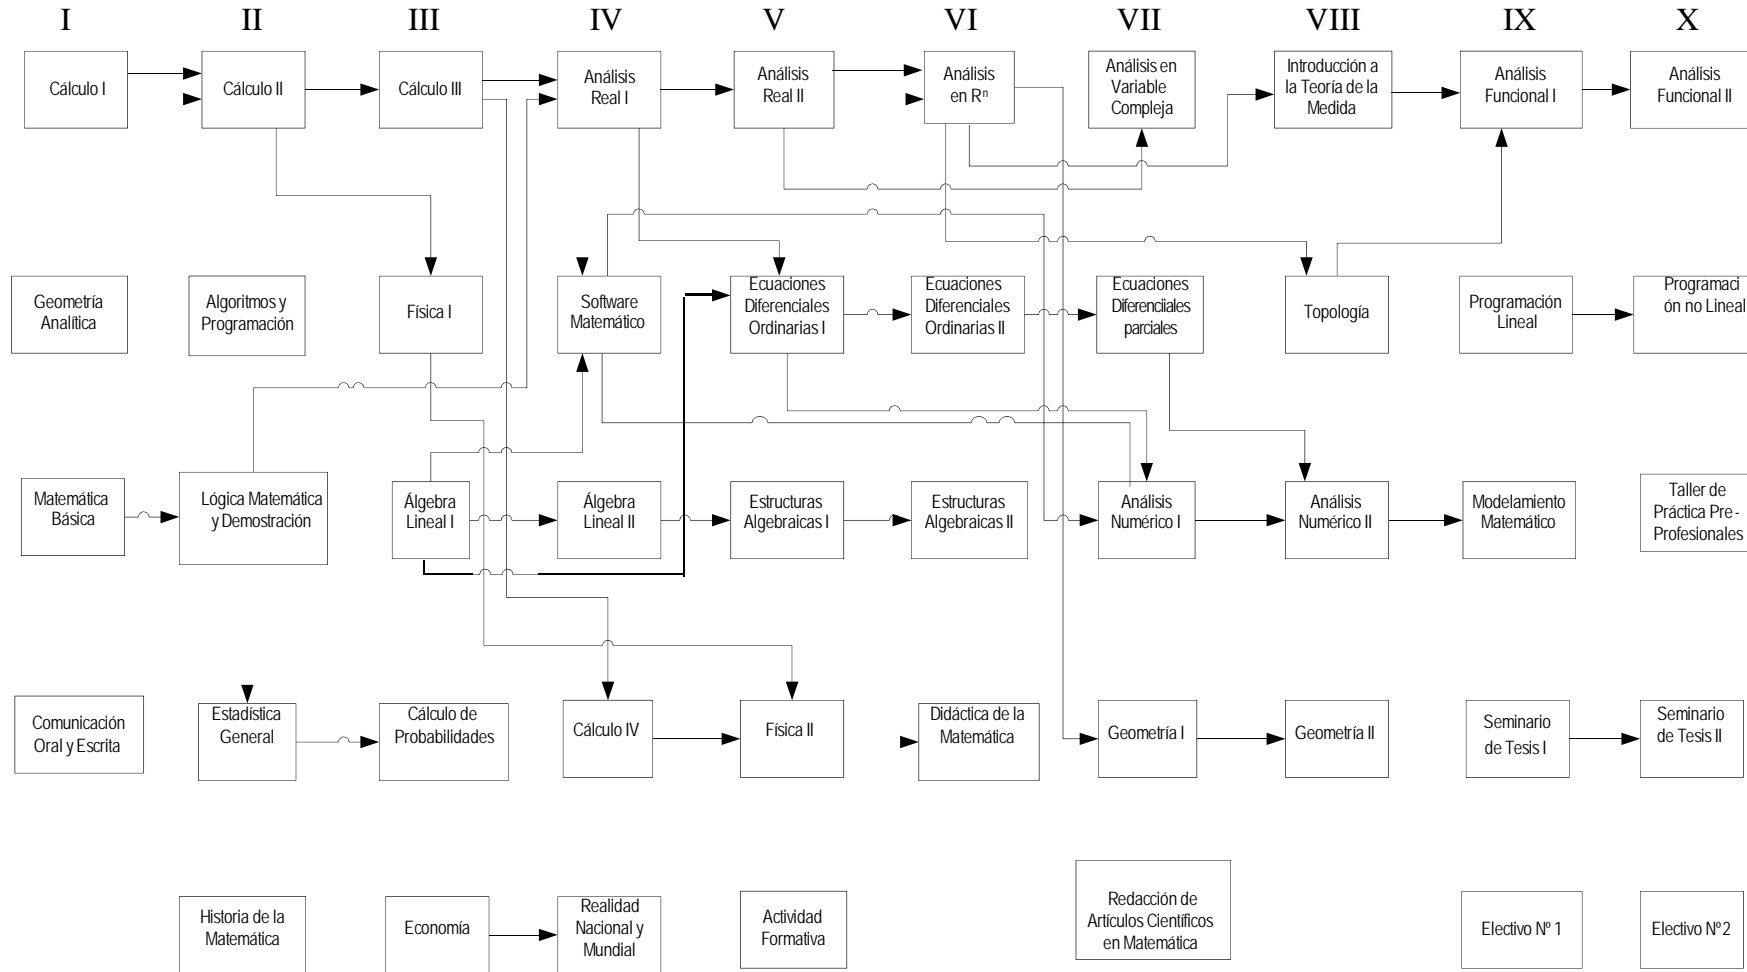 I II III IV V VI VII VIII IX X
Cálculo I
Cálculo II
Cálculo III
Análisis
Real I
Análisis
Real II
Análisis
en Rⁿ
Análisis en
Variable
Compleja
Introducción a
la Teoría de la
Medida
Análisis
Funcional I
Análisis
Funcional II
Geometría
Analítica
Algoritmos y
Programación
Física I
Software
Matemático
Ecuaciones
Diferenciales
Ordinarias I
Ecuaciones
Diferenciales
Ordinarias II
Ecuaciones
Diferenciiales
parciales
Topología
Programación
Lineal
Programaci
ón no Lineal
Matemática
Básica
Lógica Matemática
y Demostración
Álgebra
Lineal I
Álgebra
Lineal II
Estructuras
Algebraicas I
Estructuras
Algebraicas II
Análisis
Numérico I
Análisis
Numérico II
Modelamiento
Matemático
Taller de
Práctica Pre-
Profesionales
Comunicación
Oral y Escrita
Estadística
General
Cálculo de
Probabilidades
Cálculo IV
Física II
Didáctica de la
Matemática
Geometría I
Geometría II
Seminario
de Tesis I
Seminario
de Tesis II
Historia de la
Matemática
Economía
Realidad
Nacional y
Mundial
Actividad
Formativa
Redacción de
Artículos Científicos
en Matemática
Electivo Nº 1
Electivo Nº 2